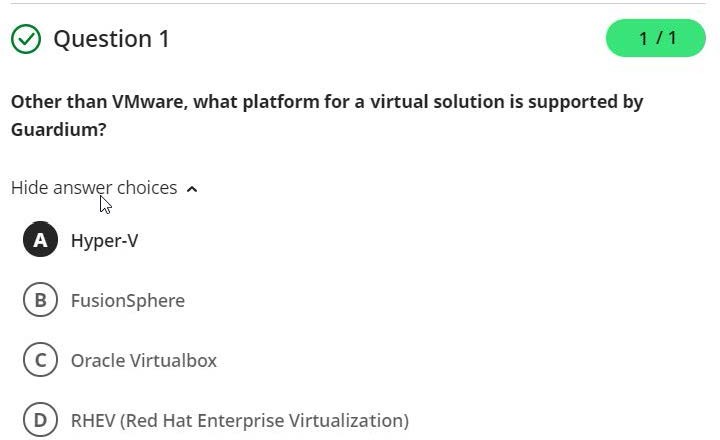 Question 1
1 / 1
Other than VMware, what platform for a virtual solution is supported by
Guardium?
Hide answer choices
A Hyper-V
B FusionSphere
C Oracle Virtualbox
D RHEV (Red Hat Enterprise Virtualization)